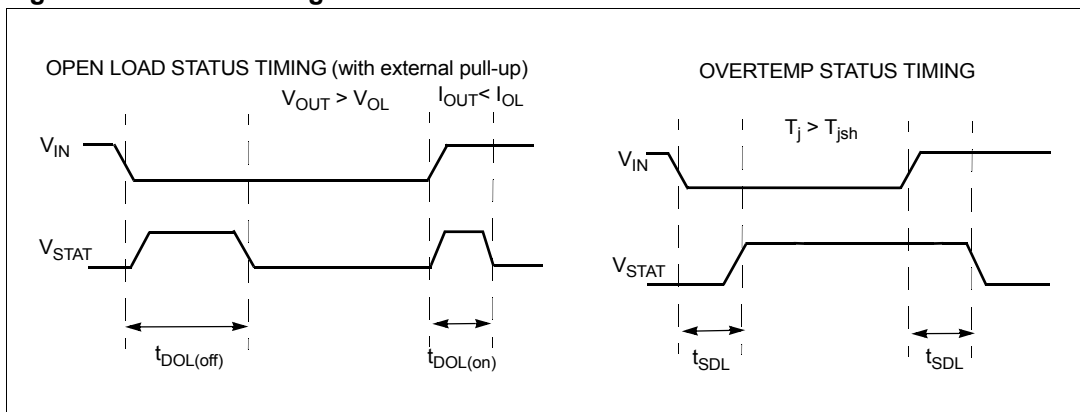 OPEN LOAD STATUS TIMING (with external pull-up)
V_OUT > V_OL
I_OUT < I_OL
V_IN
V_STAT
t_DOL(off)
t_DOL(on)
OVERTEMP STATUS TIMING
T_j > T_jsh
V_IN
V_STAT
t_SDL
t_SDL